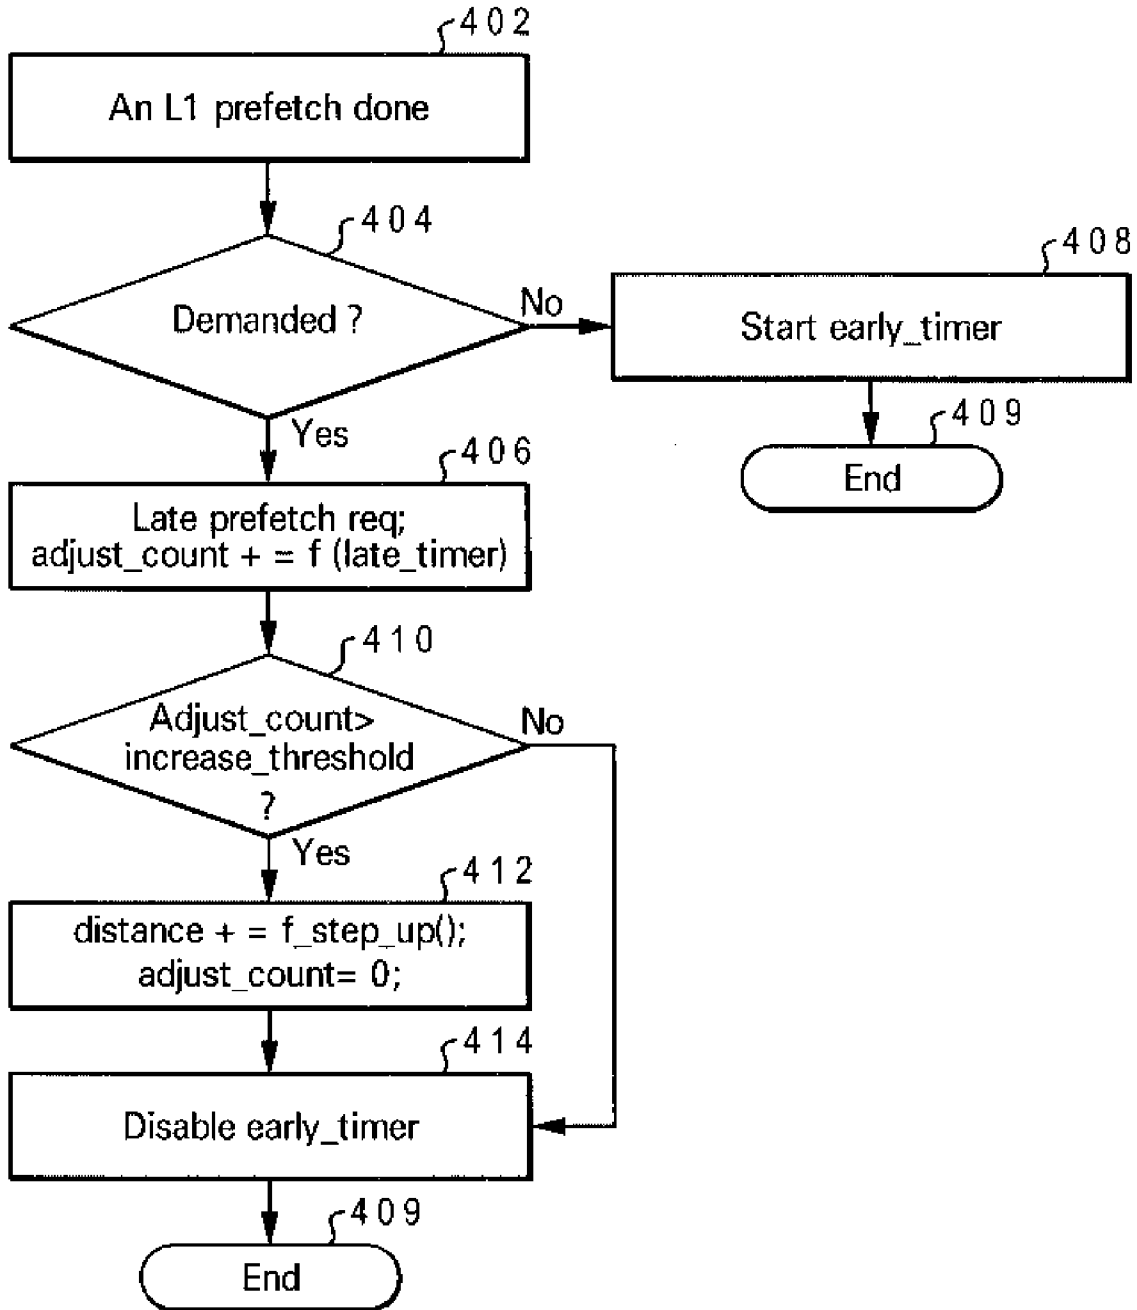 402
An L1 prefetch done
404
Demanded ?
No
408
Start early_timer
409
End
Yes
406
Late prefetch req;
adjust_count + = f (late_timer)
410
Adjust_count>
increase_threshold
?
No
Yes
412
distance + = f_step_up();
adjust_count= 0;
414
Disable early_timer
409
End